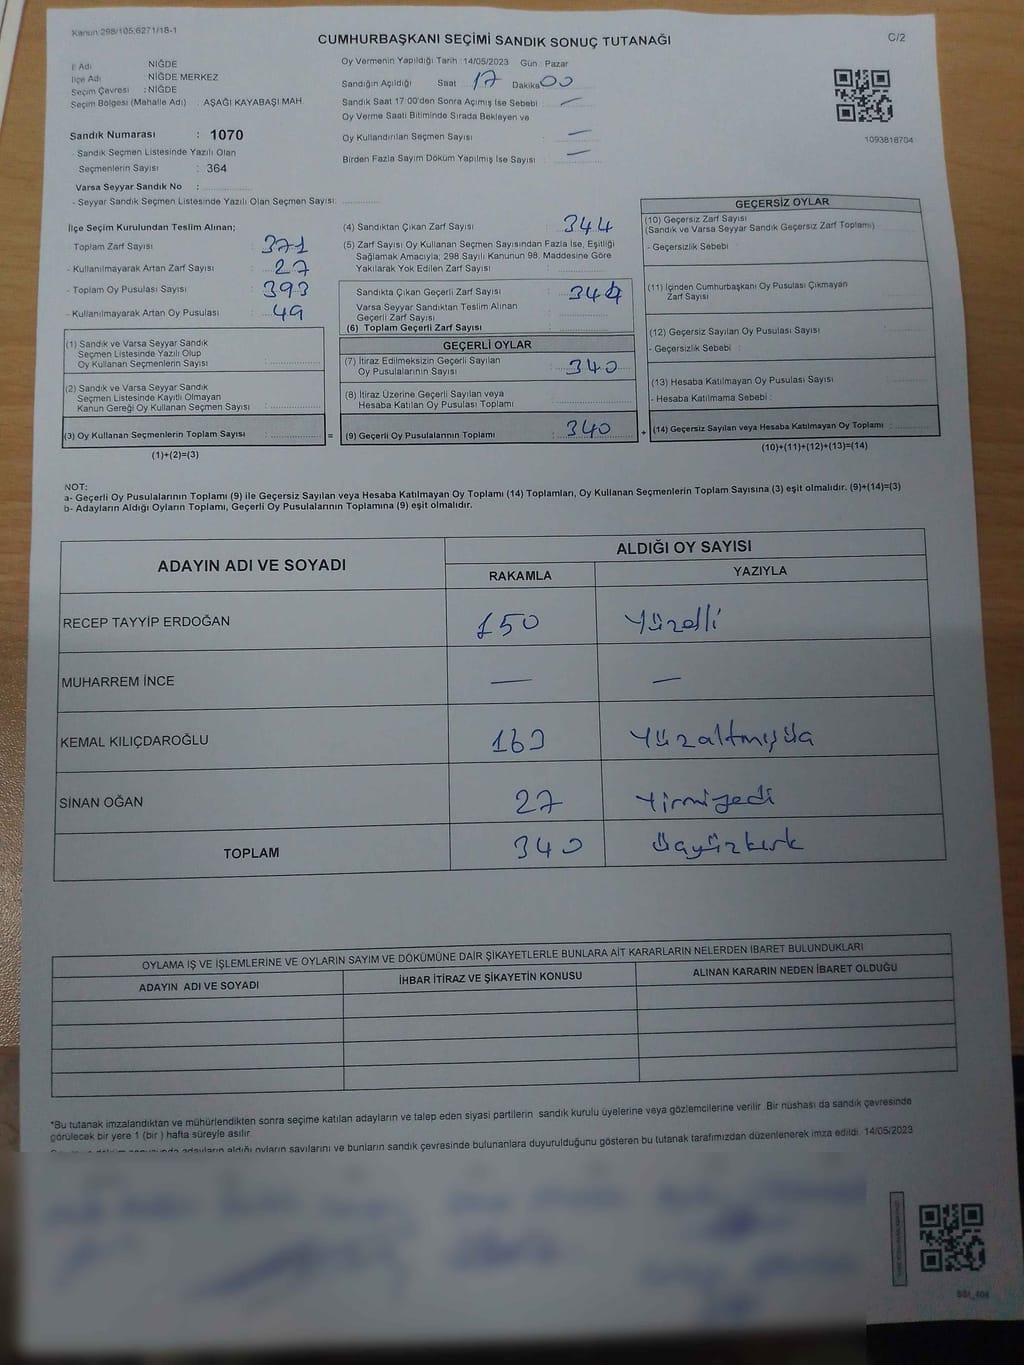 Kanun:298/105;6271/18-1
CUMHURBAŞKANI SEÇİMİ SANDIK SONUÇ TUTANAĞI
C/2
İl Adı NİĞDE
İlçe Adı : NİĞDE MERKEZ
Seçim Çevresi : NİĞDE
Seçim Bölgesi (Mahalle Adı) : AŞAĞI KAYABAŞI MAH.
Sandık Numarası : 1070
- Sandık Seçmen Listesinde Yazılı Olan
Seçmenlerin Sayısı : 364
Varsa Seyyar Sandık No :
- Seyyar Sandık Seçmen Listesinde Yazılı Olan Seçmen Sayısı:
Oy Vermenin Yapıldığı Tarih : 14/05/2023 Gün : Pazar
Sandığın Açıldığı Saat 17 Dakika 00
Sandık Saat 17:00'den Sonra Açımış İse Sebebi : —
Oy Verme Saati Bitiminde Sırada Bekleyen ve
Oy Kullandırılan Seçmen Sayısı : —
Birden Fazla Sayım Döküm Yapılmış İse Sayısı : —
1093818704
İlçe Seçim Kurulundan Teslim Alınan;
Toplam Zarf Sayısı : 371
- Kullanılmayarak Artan Zarf Sayısı : 27
- Toplam Oy Pusulası Sayısı : 393
- Kullanılmayarak Artan Oy Pusulası : 49
(1) Sandık ve Varsa Seyyar Sandık
Seçmen Listesinde Yazılı Olup
Oy Kullanan Seçmenlerin Sayısı :
(2) Sandık ve Varsa Seyyar Sandık
Seçmen Listesinde Kayıtlı Olmayan
Kanun Gereği Oy Kullanan Seçmen Sayısı :
(3) Oy Kullanan Seçmenlerin Toplam Sayısı :
(1)+(2)=(3)
(4) Sandıktan Çıkan Zarf Sayısı : 344
(5) Zarf Sayısı Oy Kullanan Seçmen Sayısından Fazla İse, Eşitliği
Sağlamak Amacıyla; 298 Sayılı Kanunun 98. Maddesine Göre
Yakılarak Yok Edilen Zarf Sayısı :
Sandıkta Çıkan Geçerli Zarf Sayısı : 344
Varsa Seyyar Sandıktan Teslim Alınan
Geçerli Zarf Sayısı :
(6) Toplam Geçerli Zarf Sayısı :
GEÇERLİ OYLAR
(7) İtiraz Edilmeksizin Geçerli Sayılan
Oy Pusulalarının Sayısı : 340
(8) İtiraz Üzerine Geçerli Sayılan veya
Hesaba Katılan Oy Pusulası Toplamı :
= (9) Geçerli Oy Pusulalarının Toplamı : 340 +
GEÇERSİZ OYLAR
(10) Geçersiz Zarf Sayısı
(Sandık ve Varsa Seyyar Sandık Geçersiz Zarf Toplamı) :
- Geçersizlik Sebebi :
(11) İçinden Cumhurbaşkanı Oy Pusulası Çıkmayan
Zarf Sayısı :
(12) Geçersiz Sayılan Oy Pusulası Sayısı :
- Geçersizlik Sebebi :
(13) Hesaba Katılmayan Oy Pusulası Sayısı :
- Hesaba Katılmama Sebebi :
(14) Geçersiz Sayılan veya Hesaba Katılmayan Oy Toplamı :
(10)+(11)+(12)+(13)=(14)
NOT:
a- Geçerli Oy Pusulalarının Toplamı (9) ile Geçersiz Sayılan veya Hesaba Katılmayan Oy Toplamı (14) Toplamları, Oy Kullanan Seçmenlerin Toplam Sayısına (3) eşit olmalıdır. (9)+(14)=(3)
b- Adayların Aldığı Oyların Toplamı, Geçerli Oy Pusulalarının Toplamına (9) eşit olmalıdır.
ADAYIN ADI VE SOYADI
ALDIĞI OY SAYISI
RAKAMLA YAZIYLA
RECEP TAYYİP ERDOĞAN 150 Yüzelli
MUHARREM İNCE — —
KEMAL KILIÇDAROĞLU 163 Yüzaltmışüç
SİNAN OĞAN 27 Yirmiyedi
TOPLAM 340 Üçyüzkırk
OYLAMA İŞ VE İŞLEMLERİNE VE OYLARIN SAYIM VE DÖKÜMÜNE DAİR ŞİKAYETLERLE BUNLARA AİT KARARLARIN NELERDEN İBARET BULUNDUKLARI
ADAYIN ADI VE SOYADI İHBAR İTİRAZ VE ŞİKAYETİN KONUSU ALINAN KARARIN NEDEN İBARET OLDUĞU
*Bu tutanak imzalandıktan ve mühürlendikten sonra seçime katılan adayların ve talep eden siyasi partilerin sandık kurulu üyelerine veya gözlemcilerine verilir. Bir nüshası da sandık çevresinde
görülecek bir yere 1 (bir ) hafta süreyle asılır.
adayların aldığı oyların sayılarını ve bunların sandık çevresinde bulunanlara duyurulduğunu gösteren bu tutanak tarafımızdan düzenlenerek imza edildi. 14/05/2023